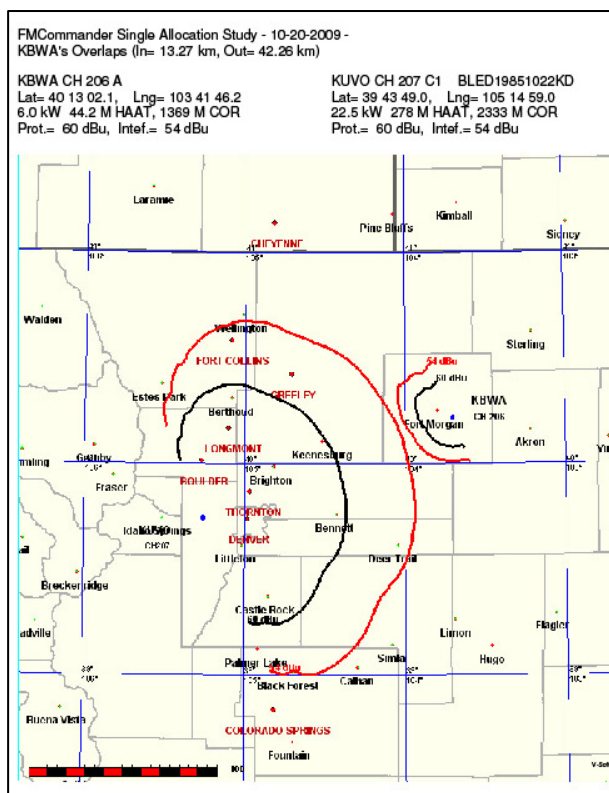 FMCommander Single Allocation Study - 10-20-2009 -
KBWA's Overlaps (In= 13.27 km, Out= 42.26 km)
KBWA CH 206 A
Lat= 40 13 02.1, Lng= 103 41 46.2
6.0 kW 44.2 M HAAT, 1369 M COR
Prot.= 60 dBu, Intef.= 54 dBu
KUVO CH 207 C1 BLED19851022KD
Lat= 39 43 49.0, Lng= 105 14 59.0
22.5 kW 278 M HAAT, 2333 M COR
Prot.= 60 dBu, Intef.= 54 dBu
Laramie
Kimball
Pine Bluffs
Sidney
CHEYENNE
Walden
Wellington
Sterling
FORT COLLINS
54 dBu
60 dBu
Estes Park
GREELEY
KBWA
CH 206
Berthoud
Fort Morgan
Akron
LONGMONT
Keenesburg
Granby
Fraser
BOULDER
Brighton
THORNTON
Idaho Springs
KUVO
CH207
Bennett
DENVER
Littleton
Deer Trail
Breckenridge
Castle Rock
60 dBu
Limon
Flagler
Simla
Hugo
Palmer Lake
54 dBu
Calhan
Black Forest
Buena Vista
COLORADO SPRINGS
Fountain
100